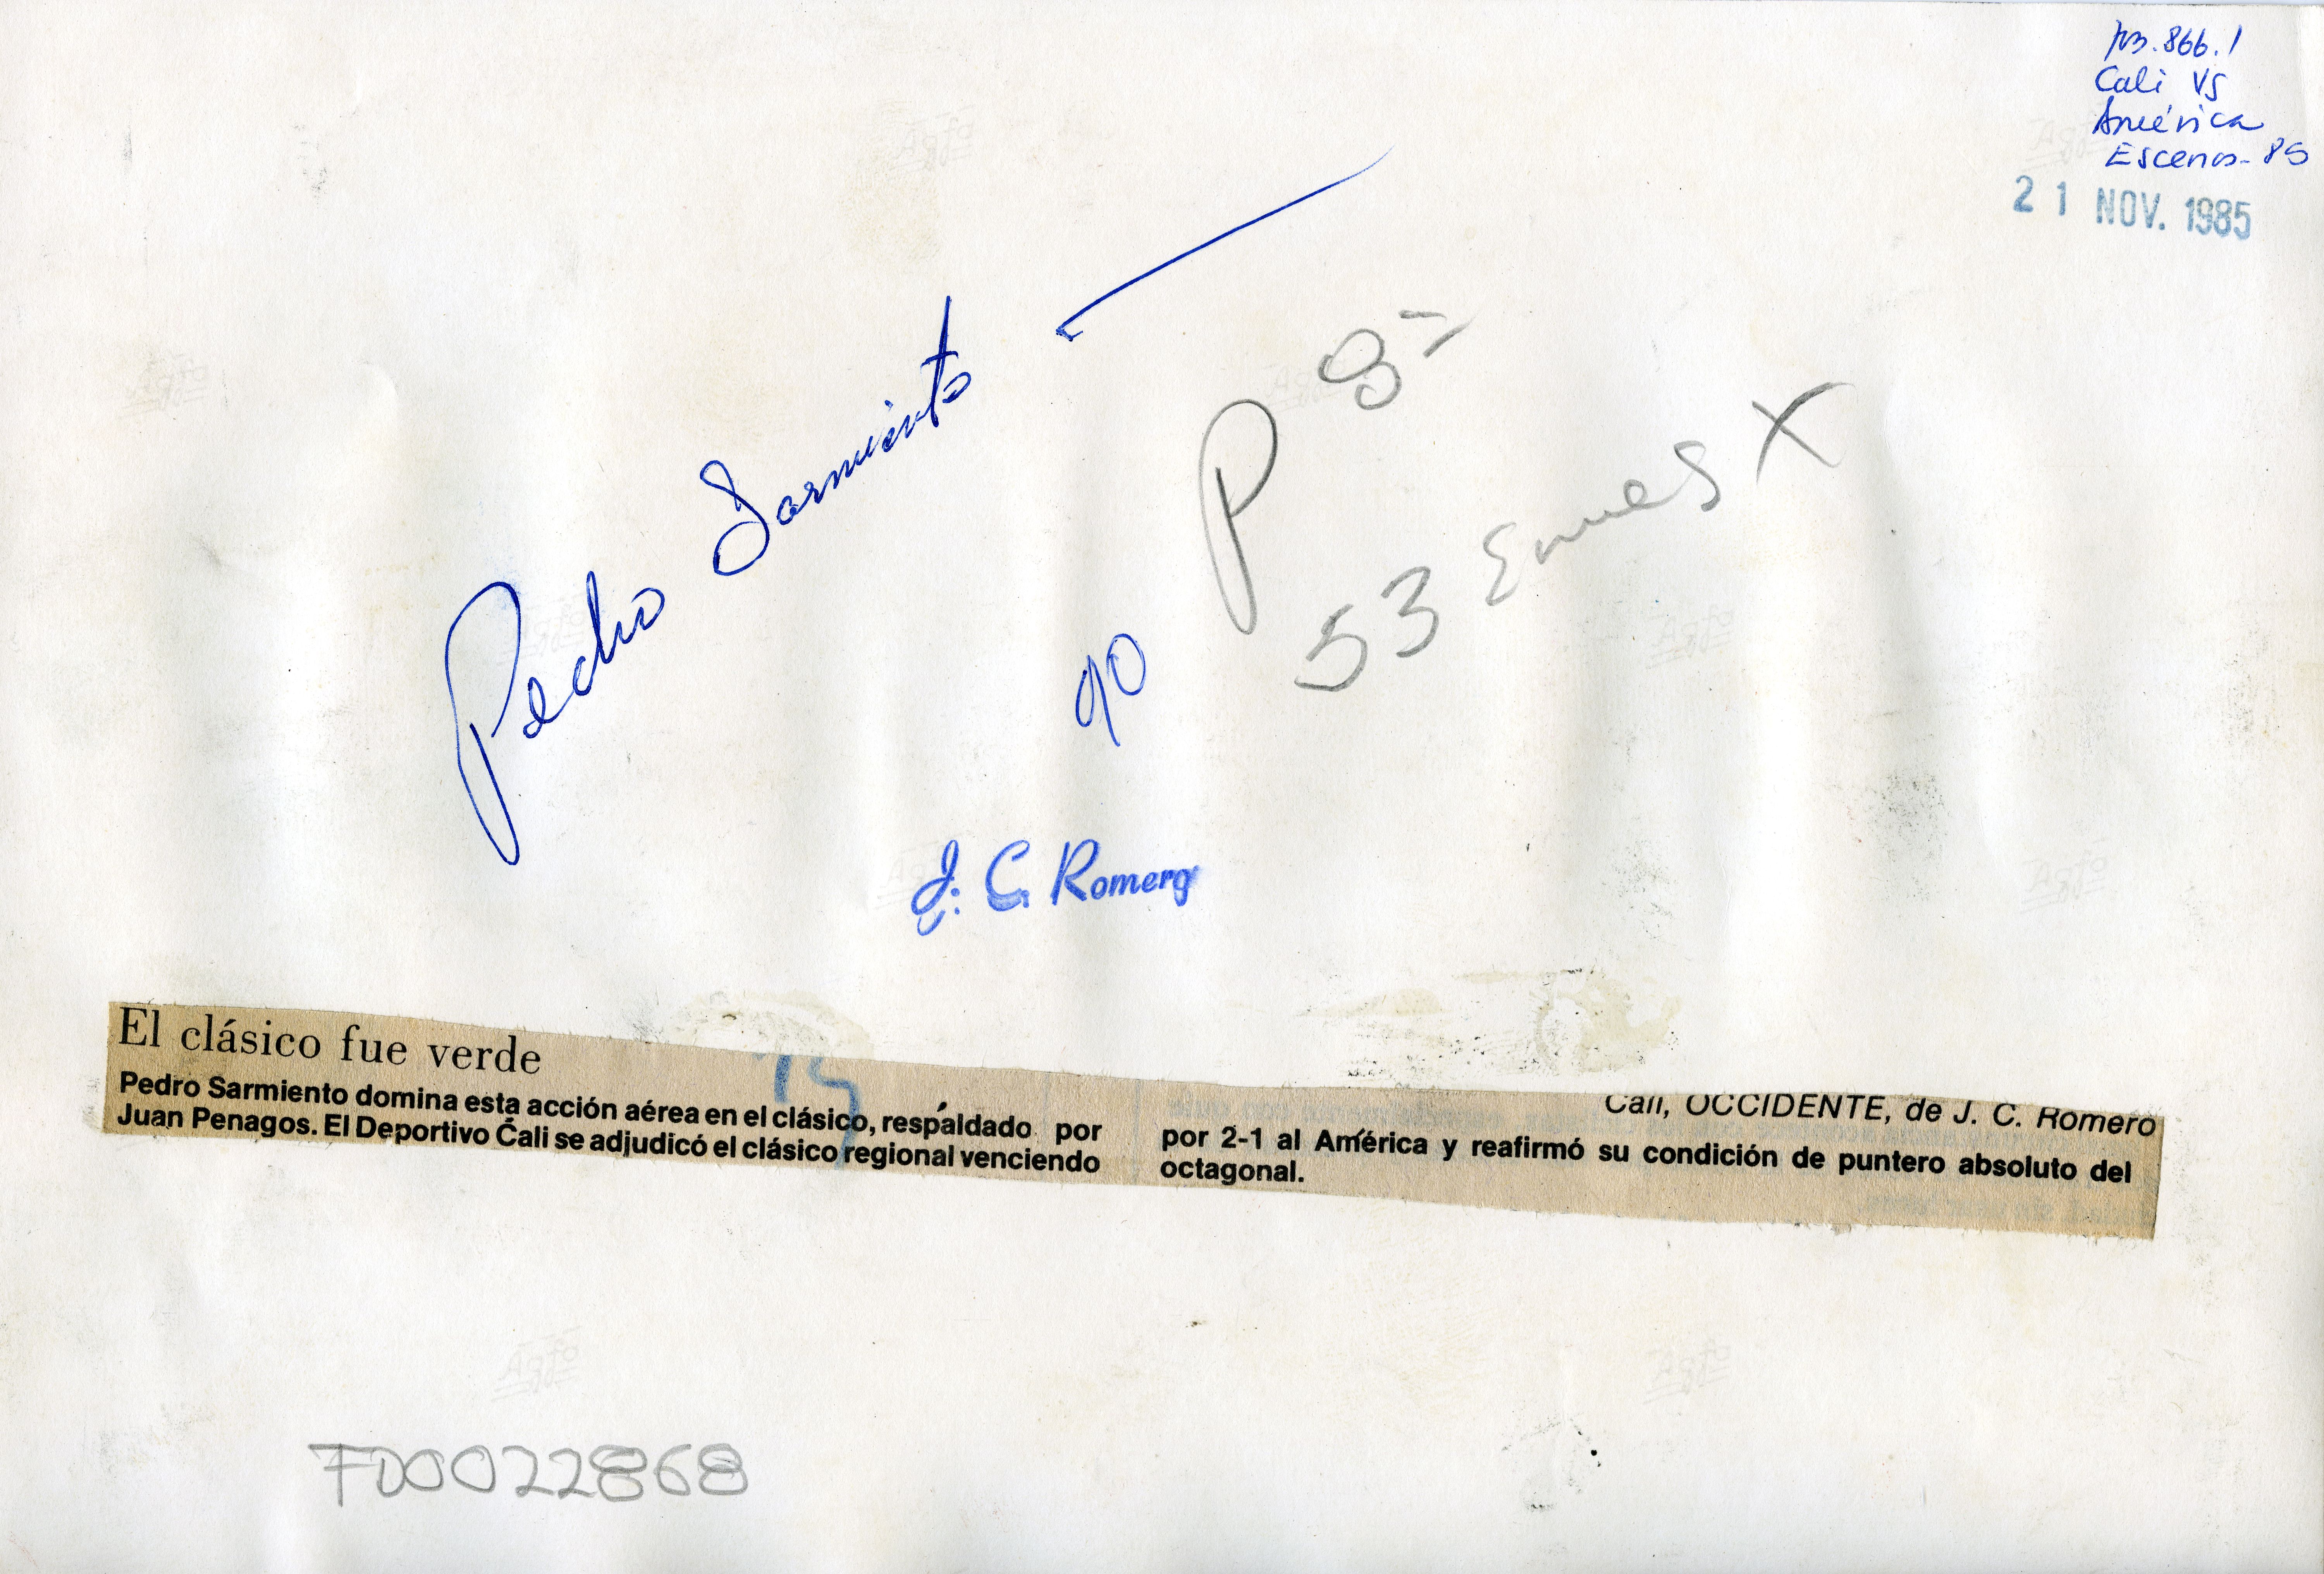 113.866.1
Cali VS
América
Escenas-85
21 NOV. 1985
Pedro Sarmiento
P 8
53 Emes X
90
J. C. Romero
El clásico fue verde
Cali, OCCIDENTE, de J. C. Romero
Pedro Sarmiento domina esta acción aérea en el clásico, respaldado por
Juan Penagos. El Deportivo Cali se adjudicó el clásico regional venciendo
por 2-1 al América y reafirmó su condición de puntero absoluto del
octagonal.
FD0022868